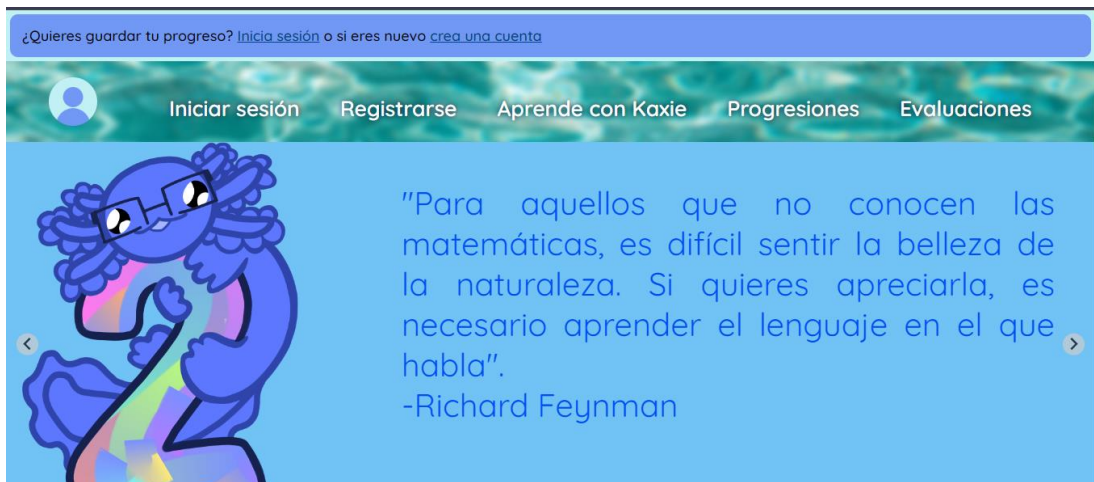 ¿Quieres guardar tu progreso? Inicia sesión o si eres nuevo crea una cuenta
Iniciar sesión Registrarse Aprende con Kaxie Progresiones Evaluaciones
"Para aquellos que no conocen las
matemáticas, es difícil sentir la belleza de
la naturaleza. Si quieres apreciarla, es
necesario aprender el lenguaje en el que
habla".
-Richard Feynman